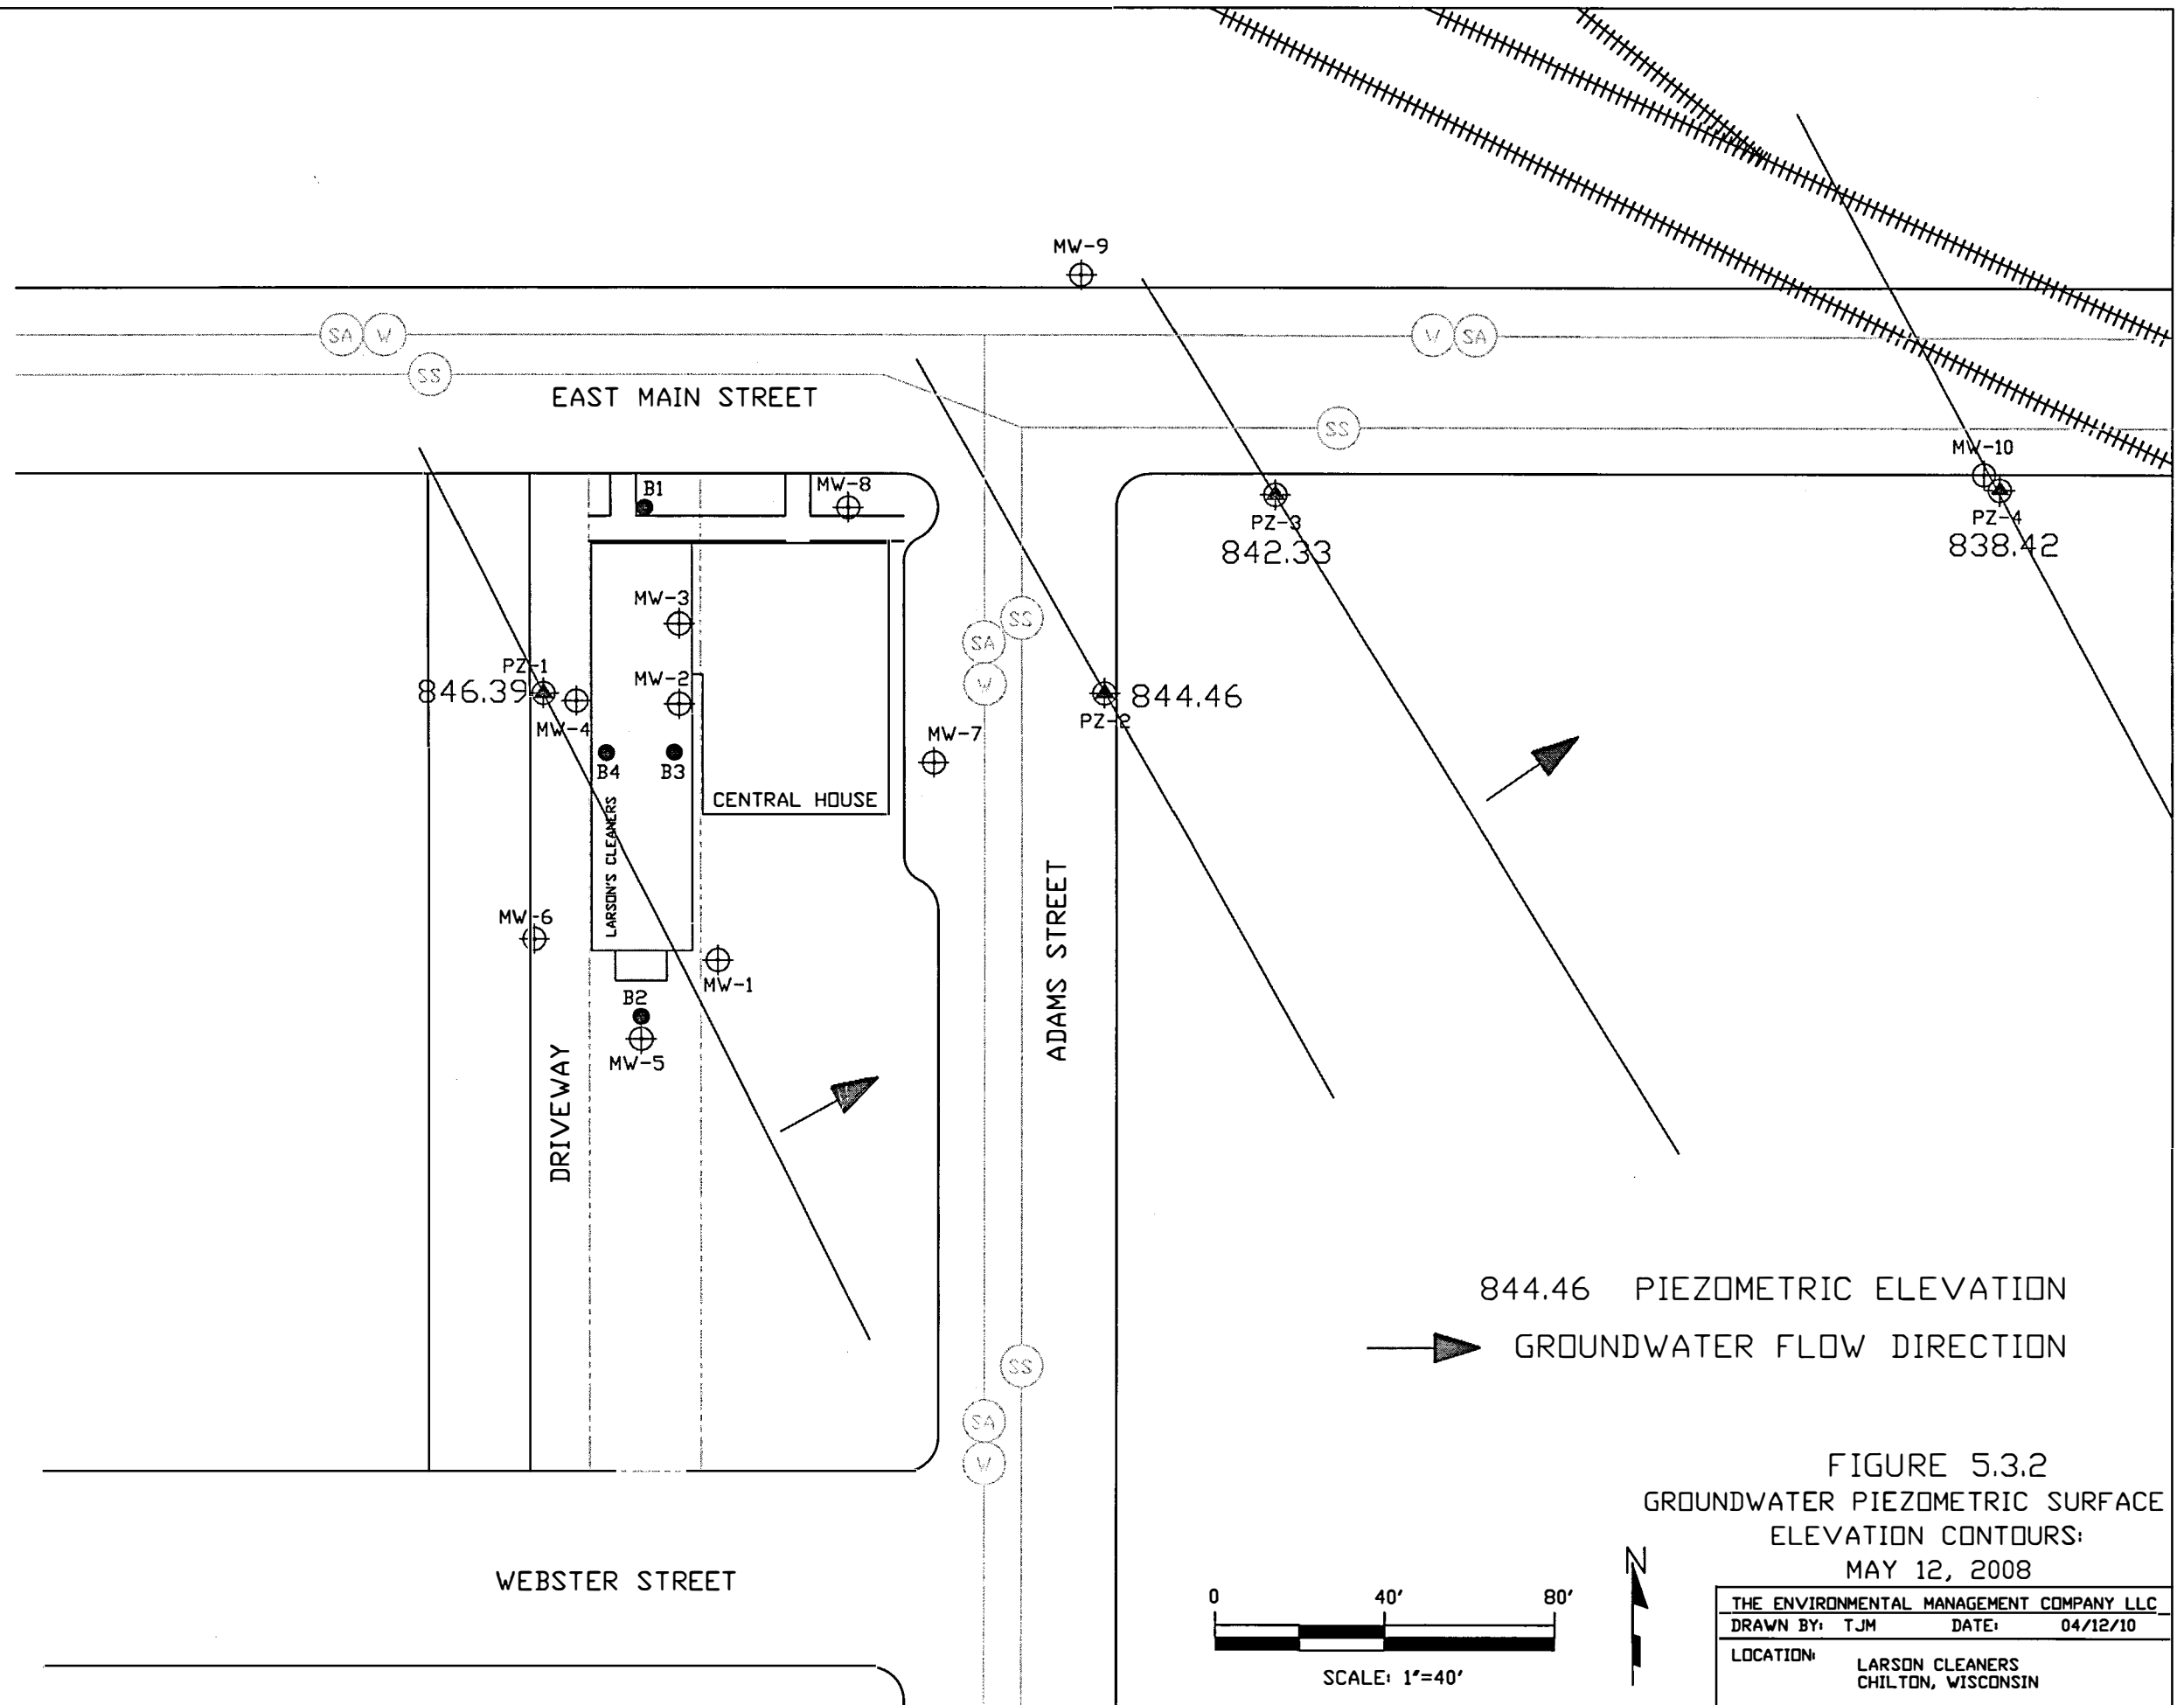 MW-9
SA
W
V
SA
SS
EAST MAIN STREET
SS
MW-10
B1
MW-8
PZ-3
842.33
PZ-4
838.42
MW-3
SS
SA
PZ-1
846.39
MW-2
W
844.46
MW-4
PZ-2
MW-7
B4
B3
CENTRAL HOUSE
LARSON'S CLEANERS
MW-6
ADAMS STREET
MW-1
B2
MW-5
DRIVEWAY
844.46 PIEZOMETRIC ELEVATION
GROUNDWATER FLOW DIRECTION
SS
SA
W
FIGURE 5.3.2
GROUNDWATER PIEZOMETRIC SURFACE
ELEVATION CONTOURS:
MAY 12, 2008
WEBSTER STREET
N
0 40' 80'
SCALE: 1"=40'
THE ENVIRONMENTAL MANAGEMENT COMPANY LLC
DRAWN BY: TJM DATE: 04/12/10
LOCATION:
LARSON CLEANERS
CHILTON, WISCONSIN